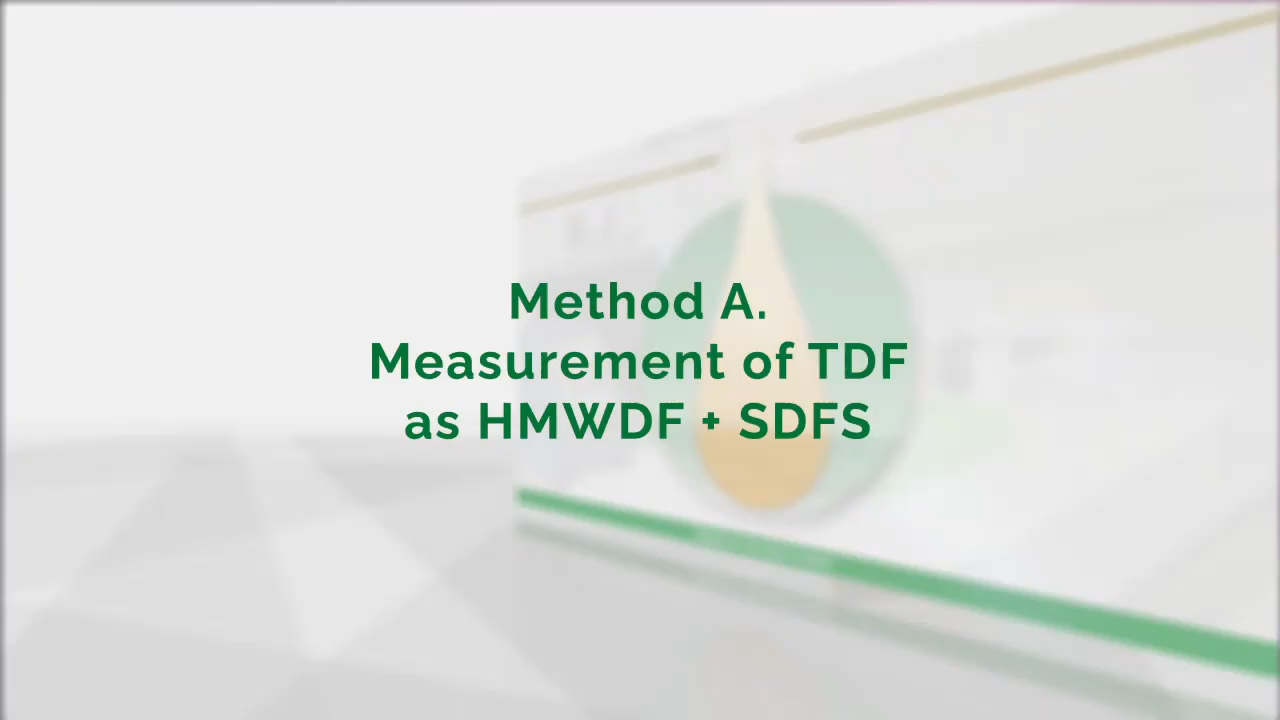 Method A.
Measurement of TDF
as HMWDF + SDFS